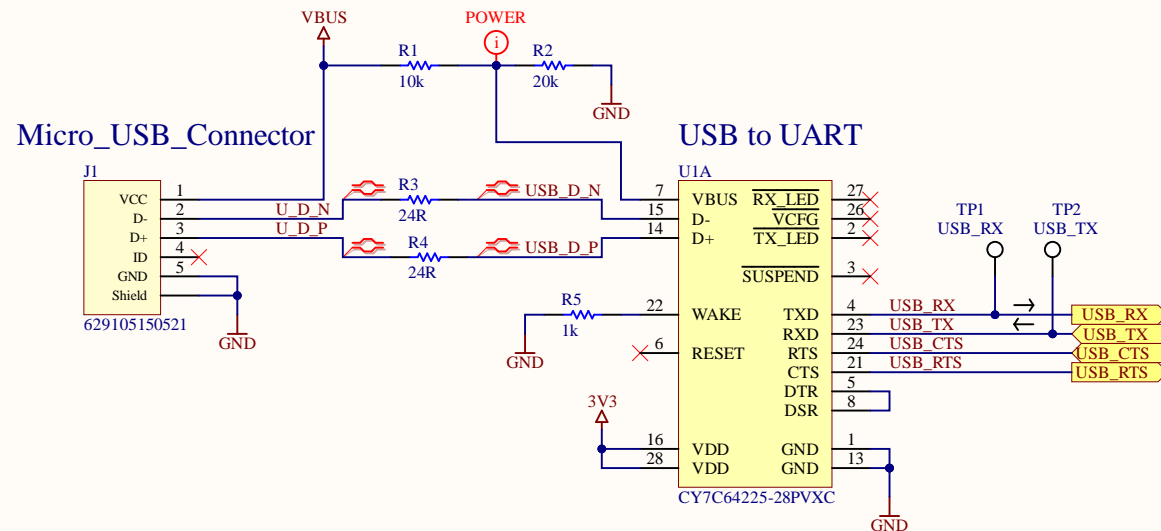 VBUS
POWER
i
R1
10k
R2
20k
GND
Micro_USB_Connector
USB to UART
J1
VCC 1
D- 2
D+ 3
ID 4
GND 5
Shield
629105150521
GND
U_D_N
U_D_P
R3
24R
R4
24R
USB_D_N
USB_D_P
R5
1k
GND
3V3
U1A
7 VBUS
15 D-
14 D+
22 WAKE
6 RESET
16 VDD
28 VDD
RX_LED 27
VCFG 26
TX_LED 2
SUSPEND 3
TXD 4
RXD 23
RTS 24
CTS 21
DTR 5
DSR 8
GND 1
GND 13
CY7C64225-28PVXC
GND
TP1
USB_RX
TP2
USB_TX
USB_RX
USB_TX
USB_CTS
USB_RTS
USB_RX
USB_TX
USB_CTS
USB_RTS